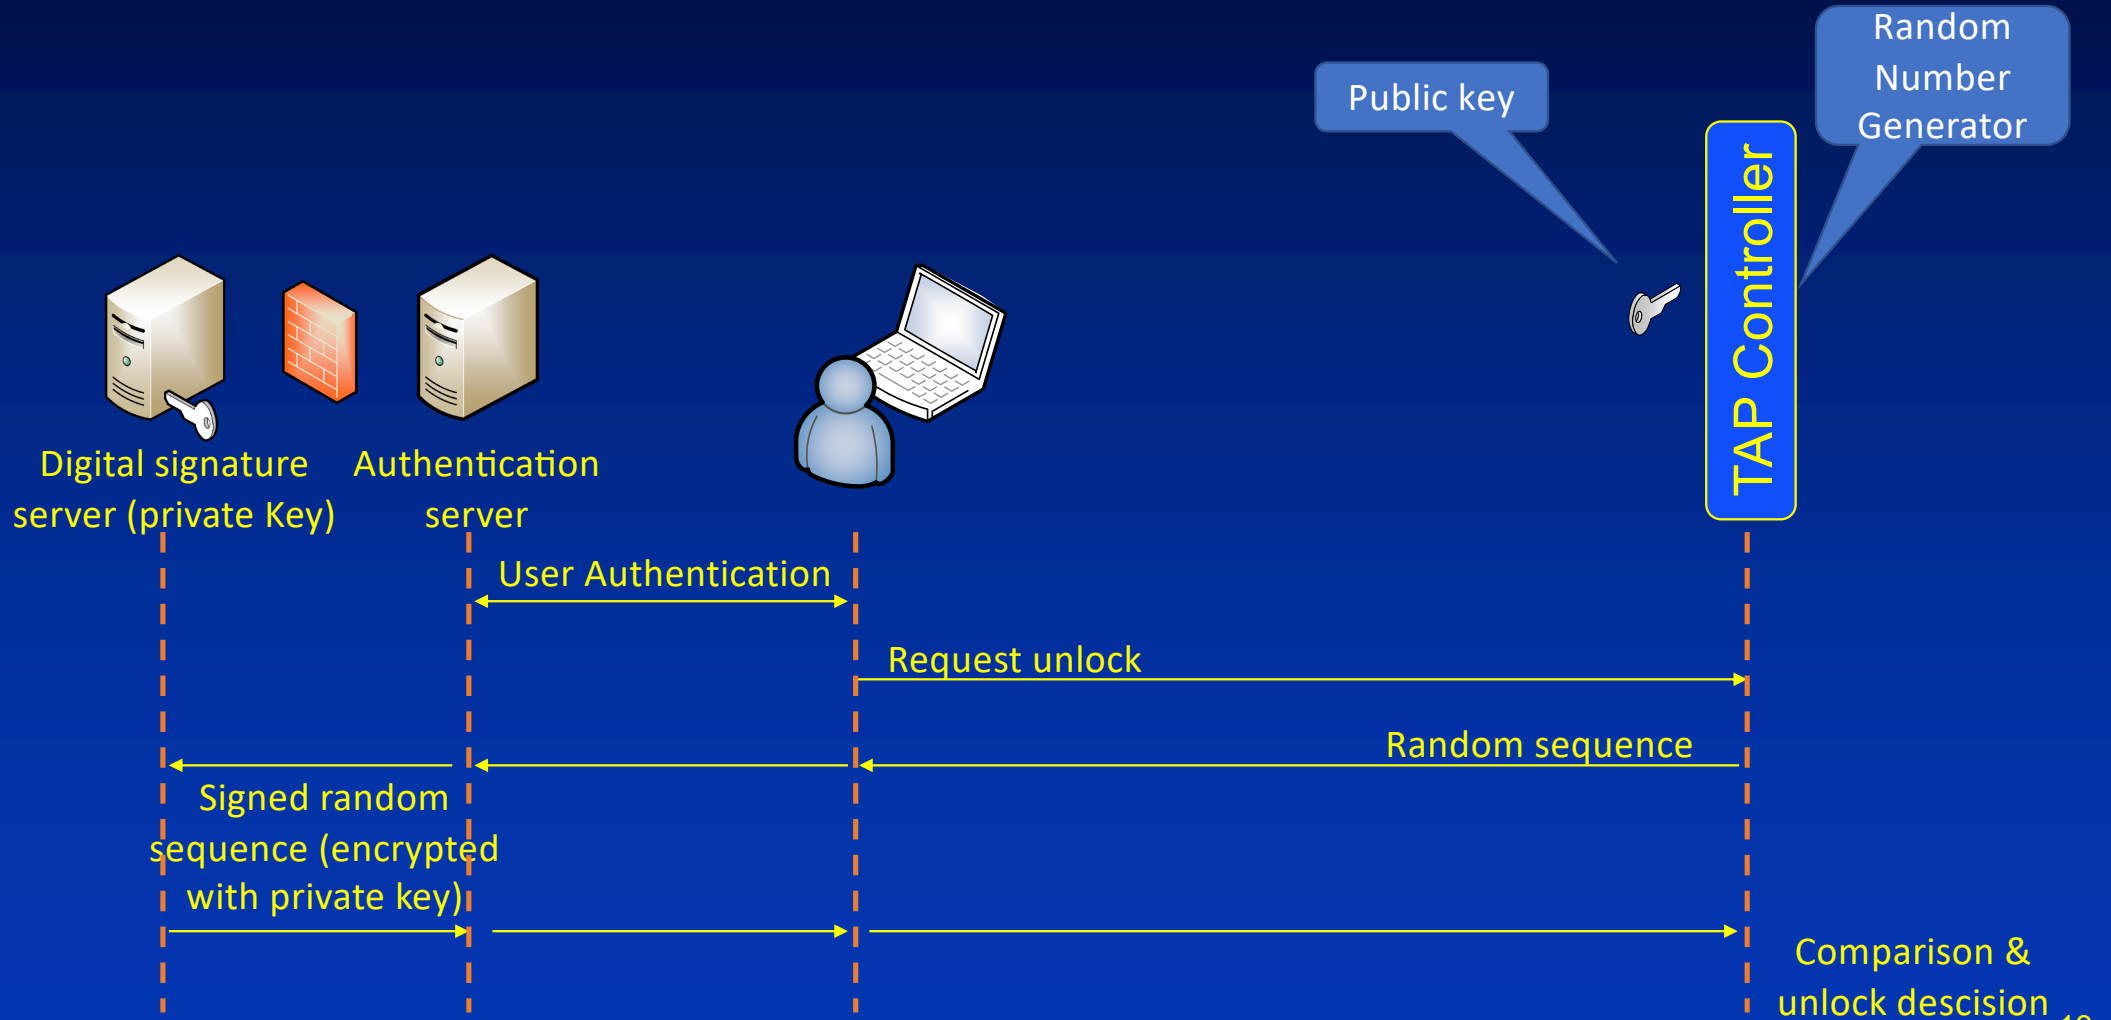 Random
Number
Generator
Public key
TAP Controller
Digital signature
server (private Key)
Authentication
server
User Authentication
Request unlock
Random sequence
Signed random
sequence (encrypted
with private key)
Comparison &
unlock descision